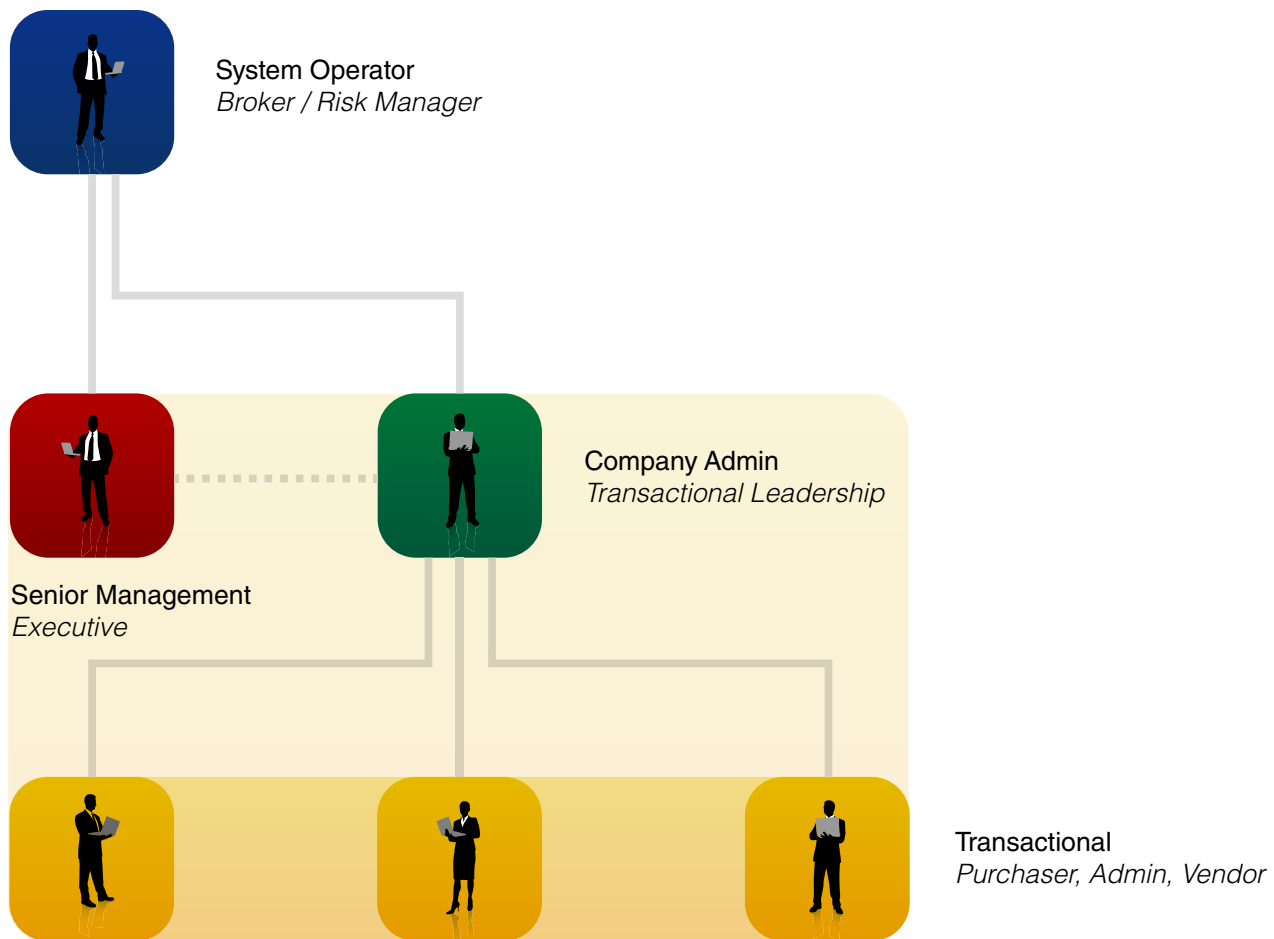 System Operator
Broker / Risk Manager
Company Admin
Transactional Leadership
Senior Management
Executive
Transactional
Purchaser, Admin, Vendor